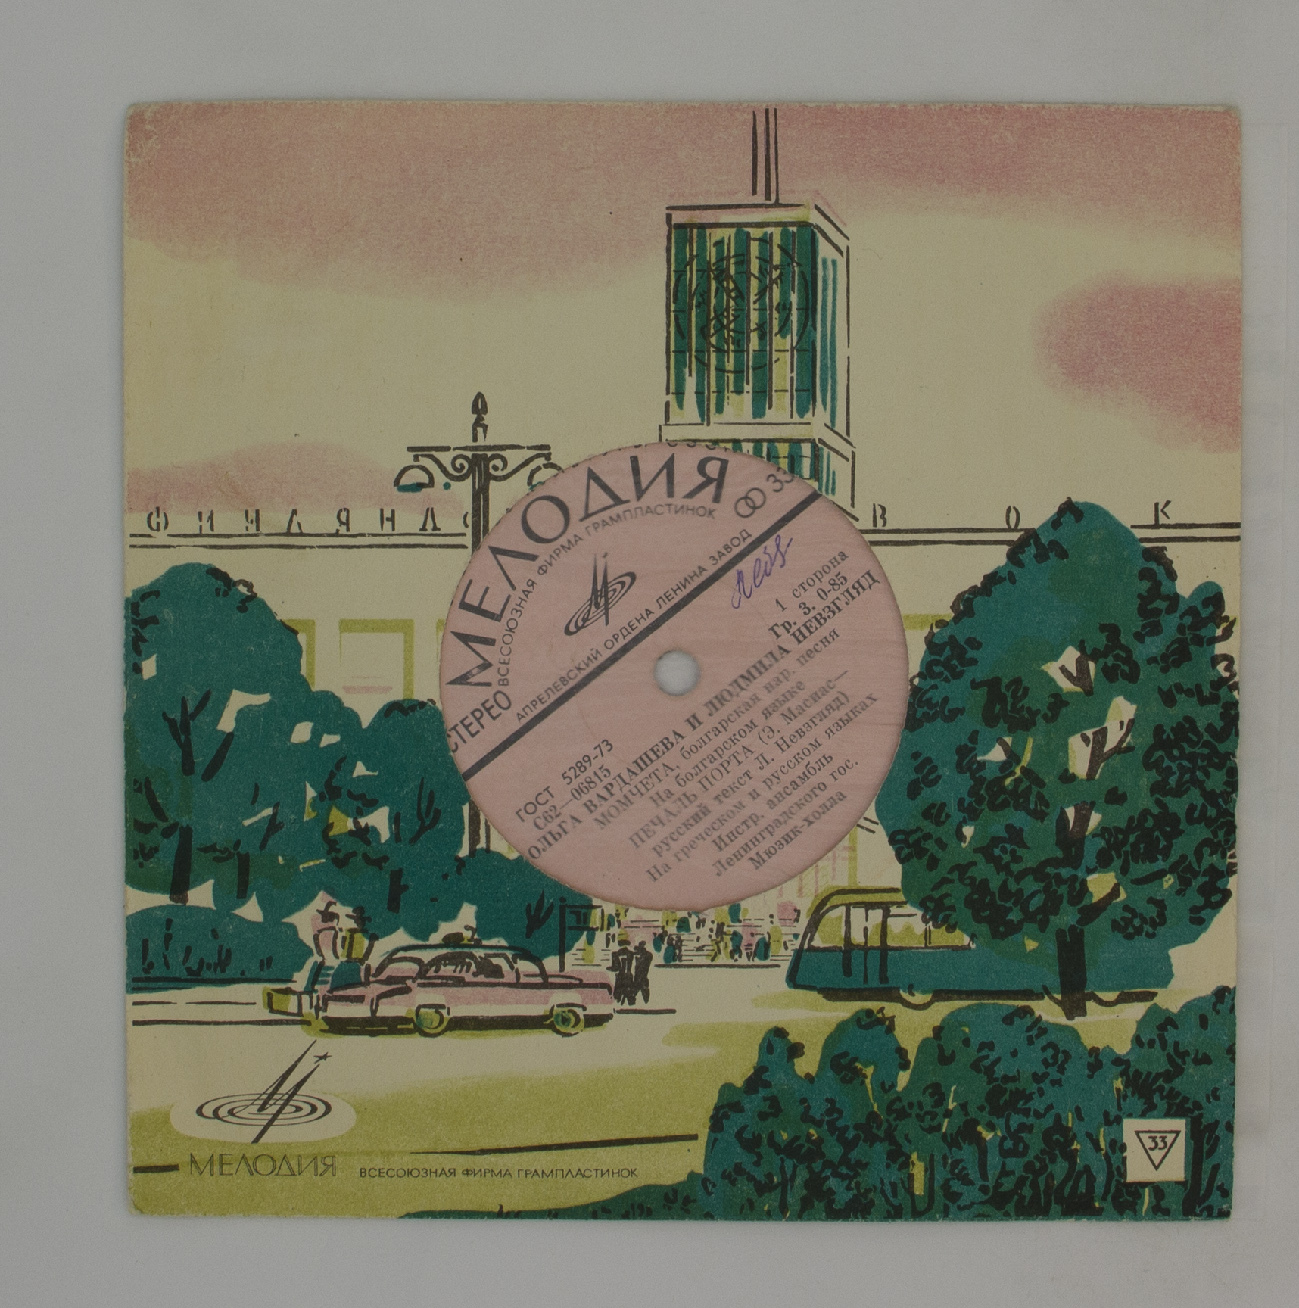 ФИНЛЯНД
В О К
МЕЛОДИЯ
ВСЕСОЮЗНАЯ ФИРМА ГРАМПЛАСТИНОК
33
АПРЕЛЕВСКИЙ ОРДЕНА ЛЕНИНА ЗАВОД
СТЕРЕО
1 сторона
Гр. 3. 0-85
ГОСТ 5289-73
С62—06815
ОЛЬГА ВАРДАШЕВА И ЛЮДМИЛА НЕВЗГЛЯД
МОМЧЕТА, болгарская нар. песня
На болгарском языке
ПЕЧАЛЬ ПОРТА (Э. Масиас—
русский текст Л. Невзгляд)
На греческом и русском языках
Инстр. ансамбль
Ленинградского гос.
Мюзик-холла
МЕЛОДИЯ
ВСЕСОЮЗНАЯ ФИРМА ГРАМПЛАСТИНОК
33